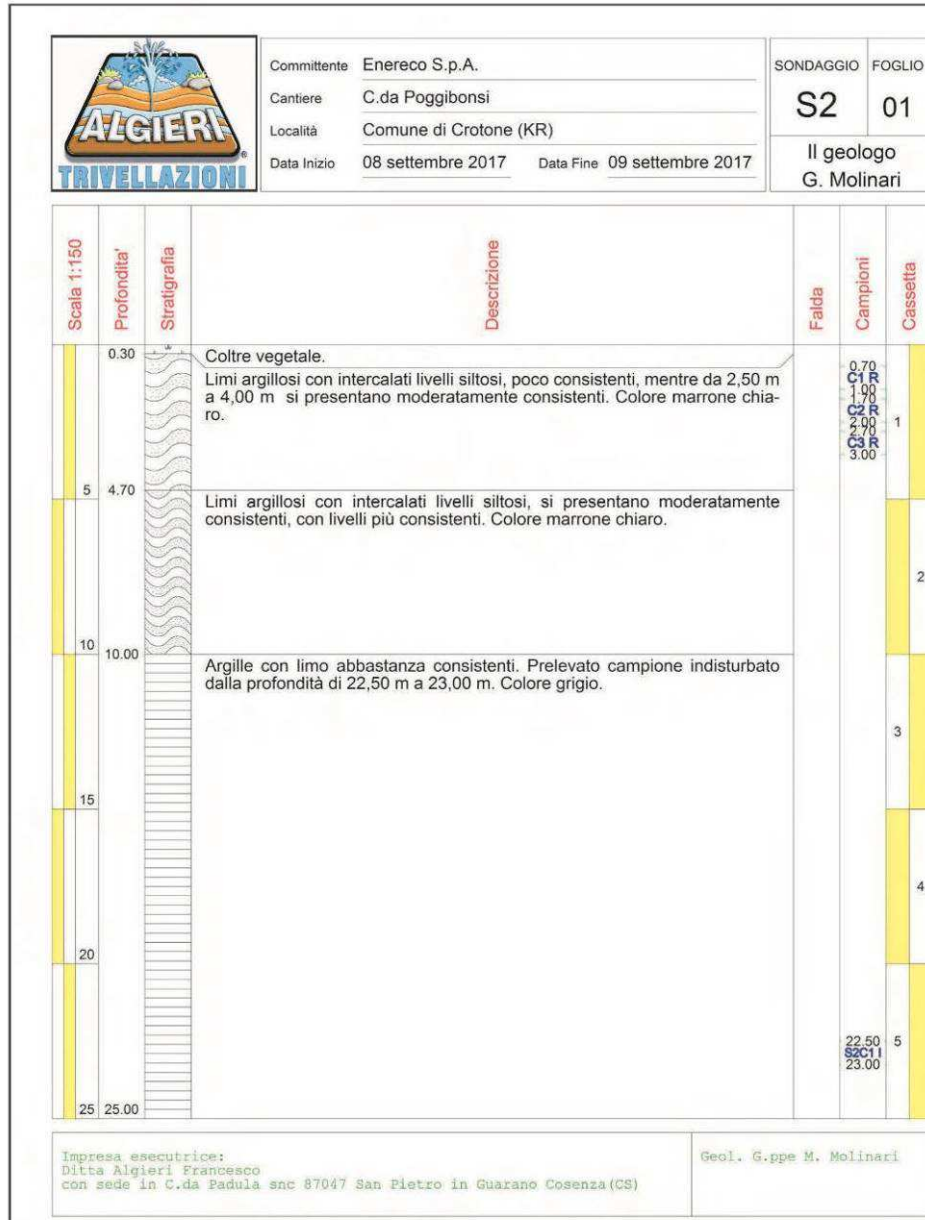 ALGIERI
TRIVELLAZIONI
Committente Enereco S.p.A.
Cantiere C.da Poggibonsi
Località Comune di Crotone (KR)
Data Inizio 08 settembre 2017 Data Fine 09 settembre 2017
SONDAGGIO FOGLIO
S2 01
Il geologo
G. Molinari
Scala 1:150 Profondita' Stratigrafia Descrizione Falda Campioni Cassetta
0.30
Coltre vegetale.
Limi argillosi con intercalati livelli siltosi, poco consistenti, mentre da 2,50 m
a 4,00 m si presentano moderatamente consistenti. Colore marrone chia-
ro.
0.70
C1 R
1.00
1.70
C2 R
2.00
2.70
C3 R
3.00
1
5 4.70
Limi argillosi con intercalati livelli siltosi, si presentano moderatamente
consistenti, con livelli più consistenti. Colore marrone chiaro.
2
10 10.00
Argille con limo abbastanza consistenti. Prelevato campione indisturbato
dalla profondità di 22,50 m a 23,00 m. Colore grigio.
3
15
4
20
22.50
S2C1 I
23.00
5
25 25.00
Impresa esecutrice:
Ditta Algieri Francesco
con sede in C.da Padula snc 87047 San Pietro in Guarano Cosenza(CS)
Geol. G.ppe M. Molinari